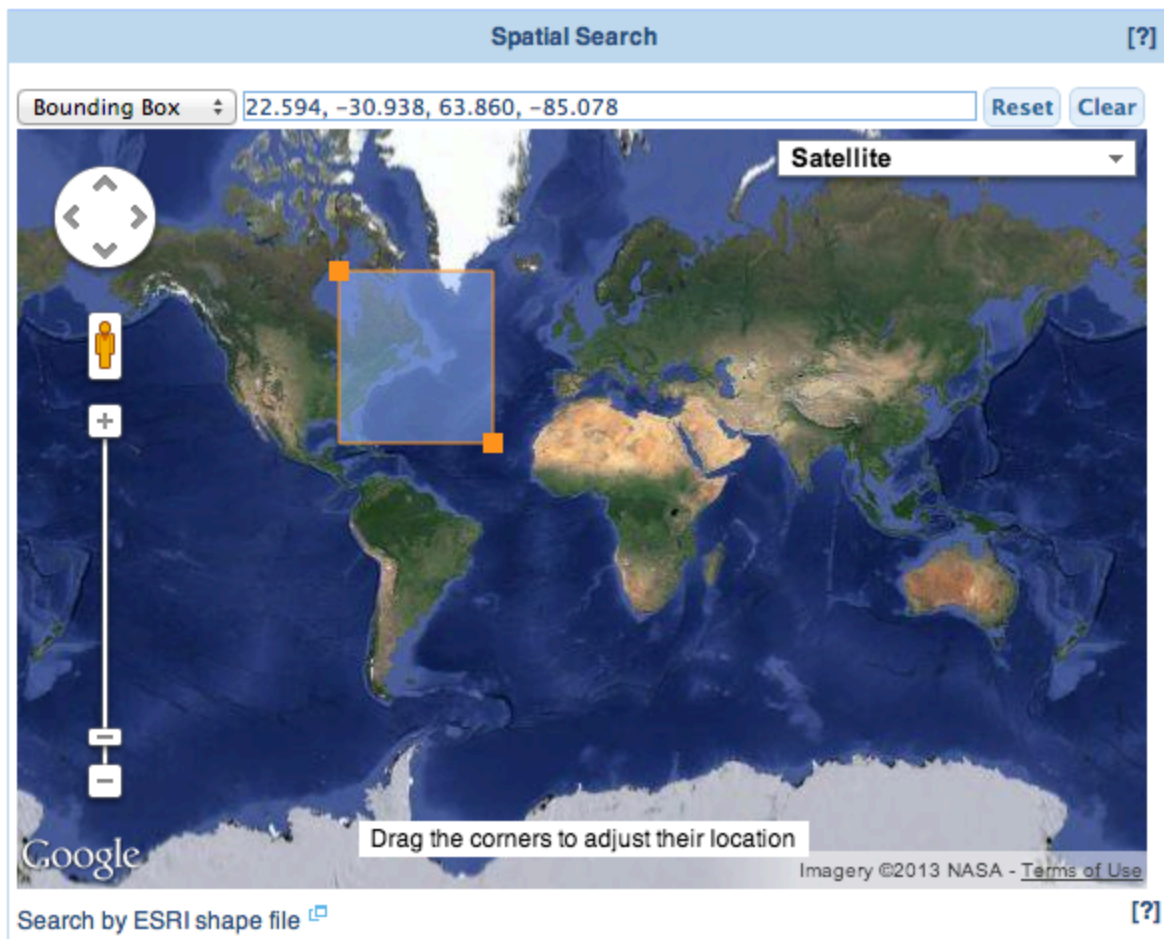 Spatial Search [?]
Bounding Box 22.594, −30.938, 63.860, −85.078 Reset Clear
Satellite
Drag the corners to adjust their location
Google
Imagery ©2013 NASA - Terms of Use
Search by ESRI shape file [?]